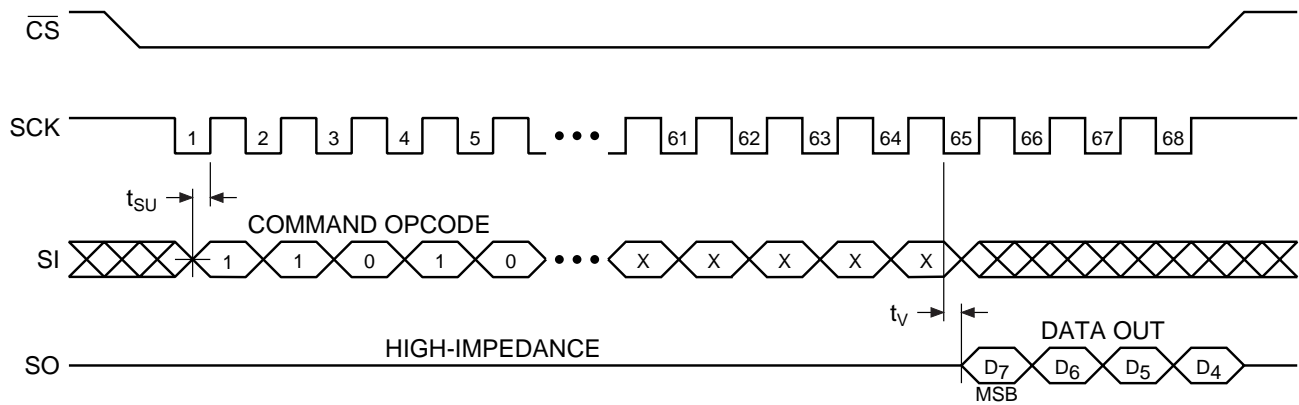 CS
SCK 1 2 3 4 5 ••• 61 62 63 64 65 66 67 68
tSU
COMMAND OPCODE
SI 1 1 0 1 0 ••• X X X X X
tV
DATA OUT
HIGH-IMPEDANCE
SO D7 D6 D5 D4
MSB